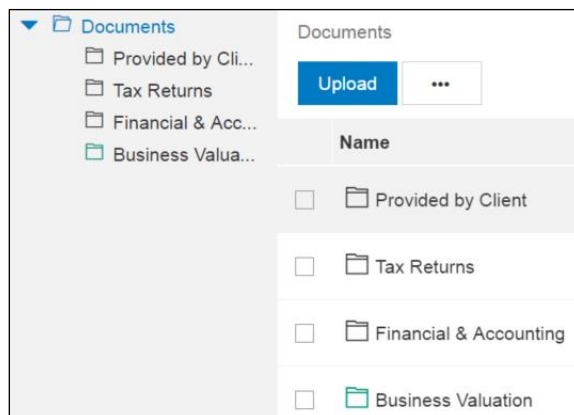 Documents
Provided by Cli...
Tax Returns
Financial & Acc...
Business Valua...
Documents
Upload
•••
Name
Provided by Client
Tax Returns
Financial & Accounting
Business Valuation